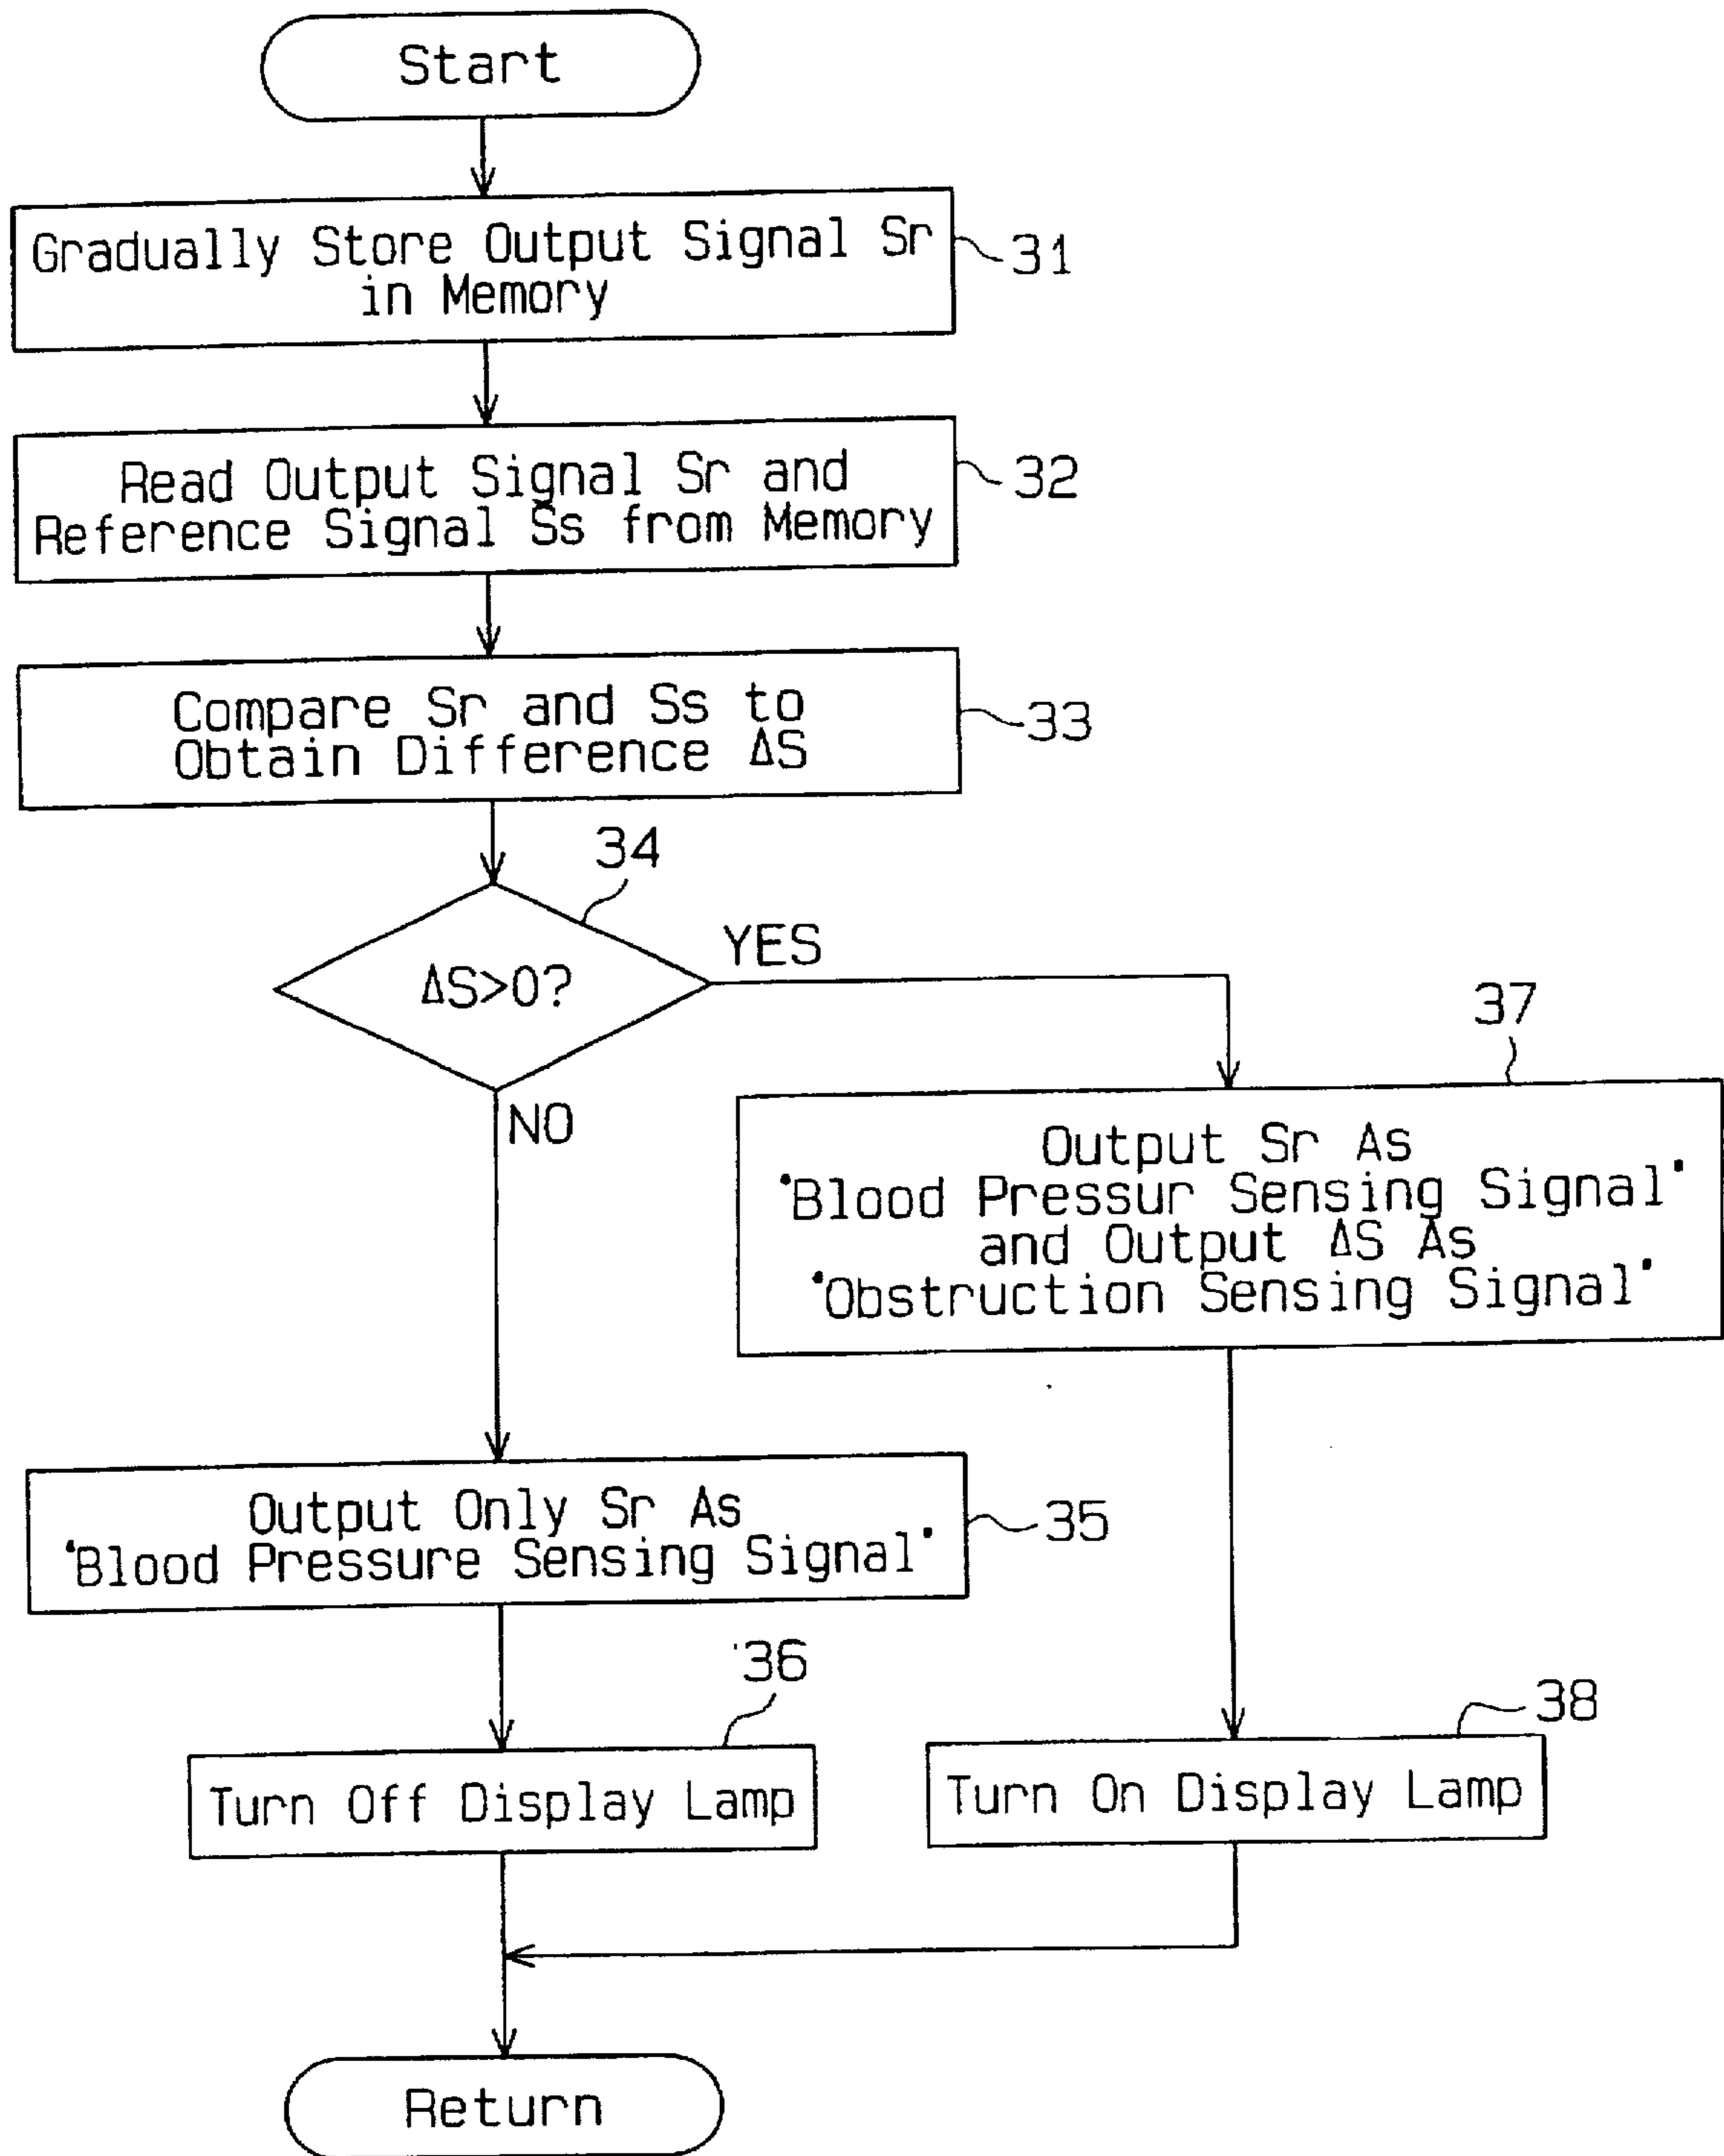 Start
Gradually Store Output Signal Sr
in Memory
31
Read Output Signal Sr and
Reference Signal Ss from Memory
32
Compare Sr and Ss to
Obtain Difference ΔS
33
34
ΔS>0?
YES
NO
37
Output Sr As
"Blood Pressur Sensing Signal"
and Output ΔS As
"Obstruction Sensing Signal"
Output Only Sr As
"Blood Pressure Sensing Signal"
35
36
Turn Off Display Lamp
38
Turn On Display Lamp
Return